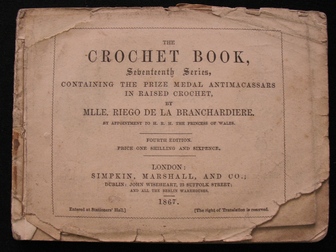 THE
CROCHET BOOK,
Seventeenth Series,
CONTAINING THE PRIZE MEDAL ANTIMACASSARS
IN RAISED CROCHET,
BY
MLLE. RIEGO DE LA BRANCHARDIERE,
BY APPOINTMENT TO H. R. H. THE PRINCESS OF WALES.
FOURTH EDITION.
PRICE ONE SHILLING AND SIXPENCE.
LONDON:
SIMPKIN, MARSHALL, AND CO.;
DUBLIN: JOHN WISEHEART, 28 SUFFOLK STREET;
AND ALL THE BERLIN WAREHOUSES.
1867.
Entered at Stationers' Hall.] [The right of Translation is reserved.